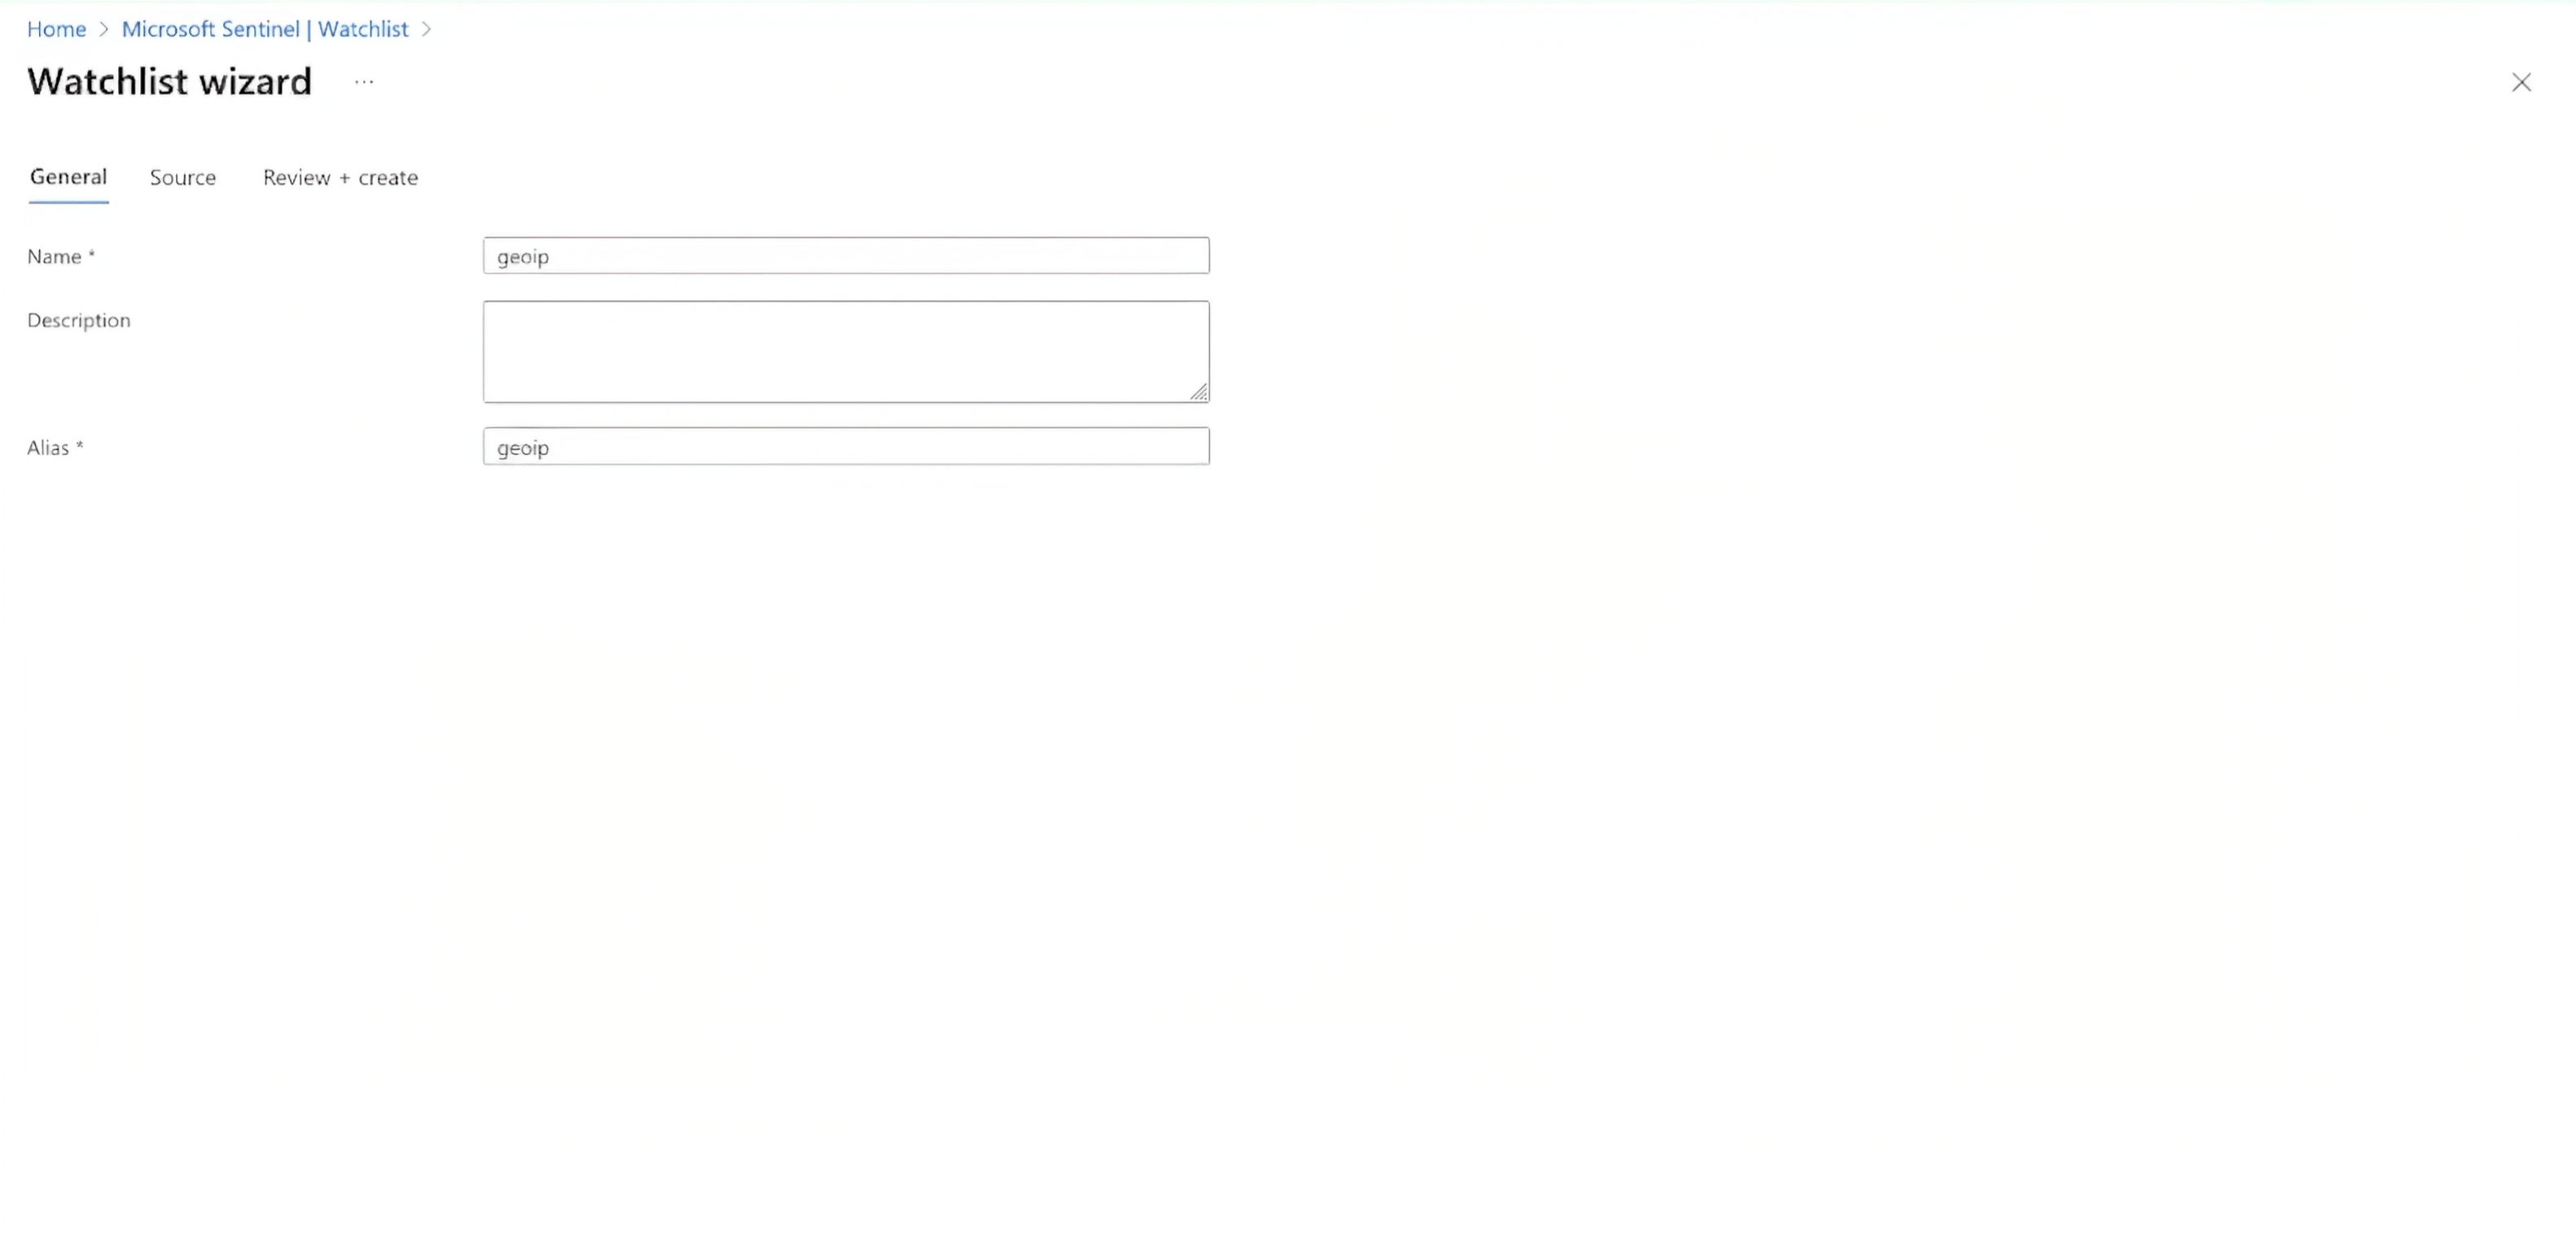 Home > Microsoft Sentinel | Watchlist >
Watchlist wizard ...
General Source Review + create
Name * geoip
Description
Alias * geoip